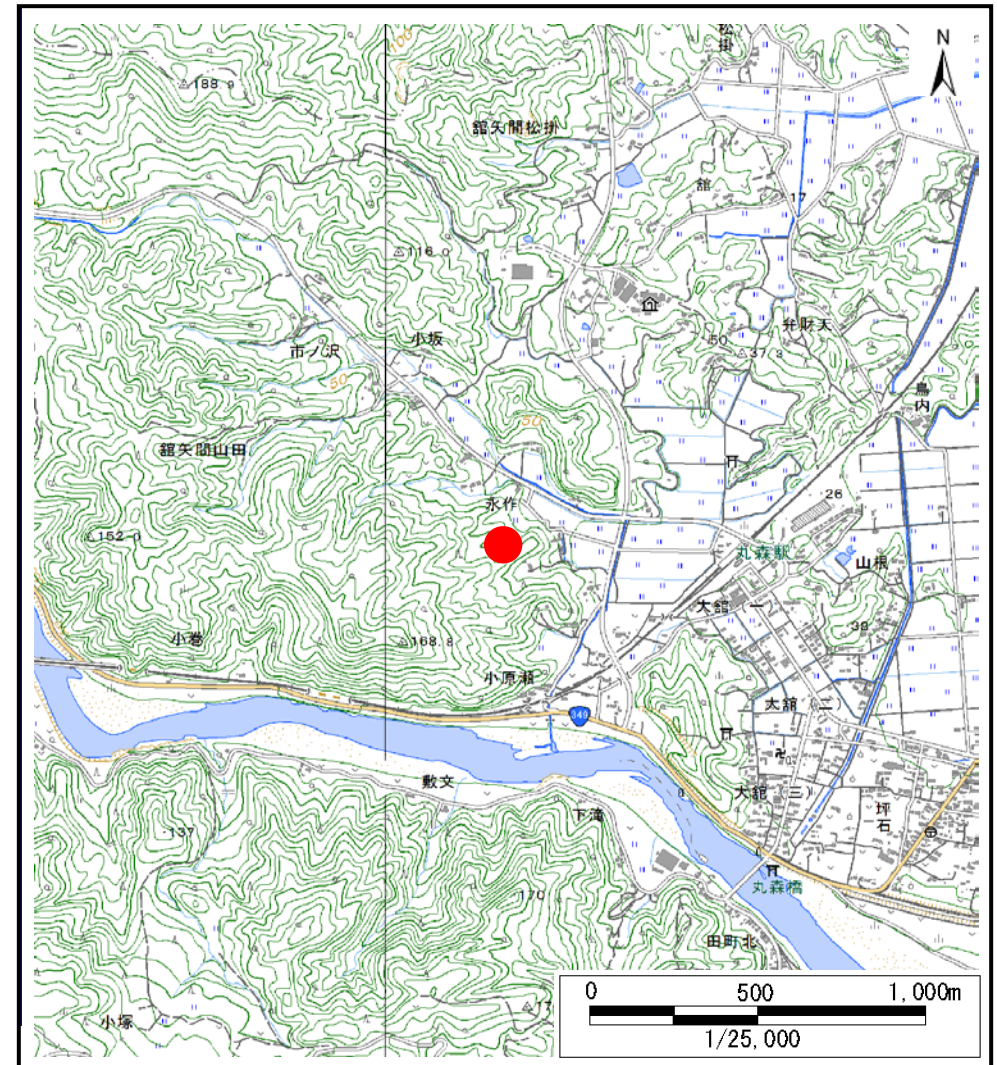 松掛
N
100
188.9
舘矢間松掛
舘
17
116.0
弁財天
50
37.3
小坂
市ノ沢
50
鳥内
50
舘矢間山田
永作
26
152.0
丸森駅
山根
大舘(一)
39
小巻
168.8
小原瀬
大舘(二)
349
敷文
大舘(三)
下滝
坪石
137
丸森橋
170
田町北
小塚
0 500 1,000m
1/25,000